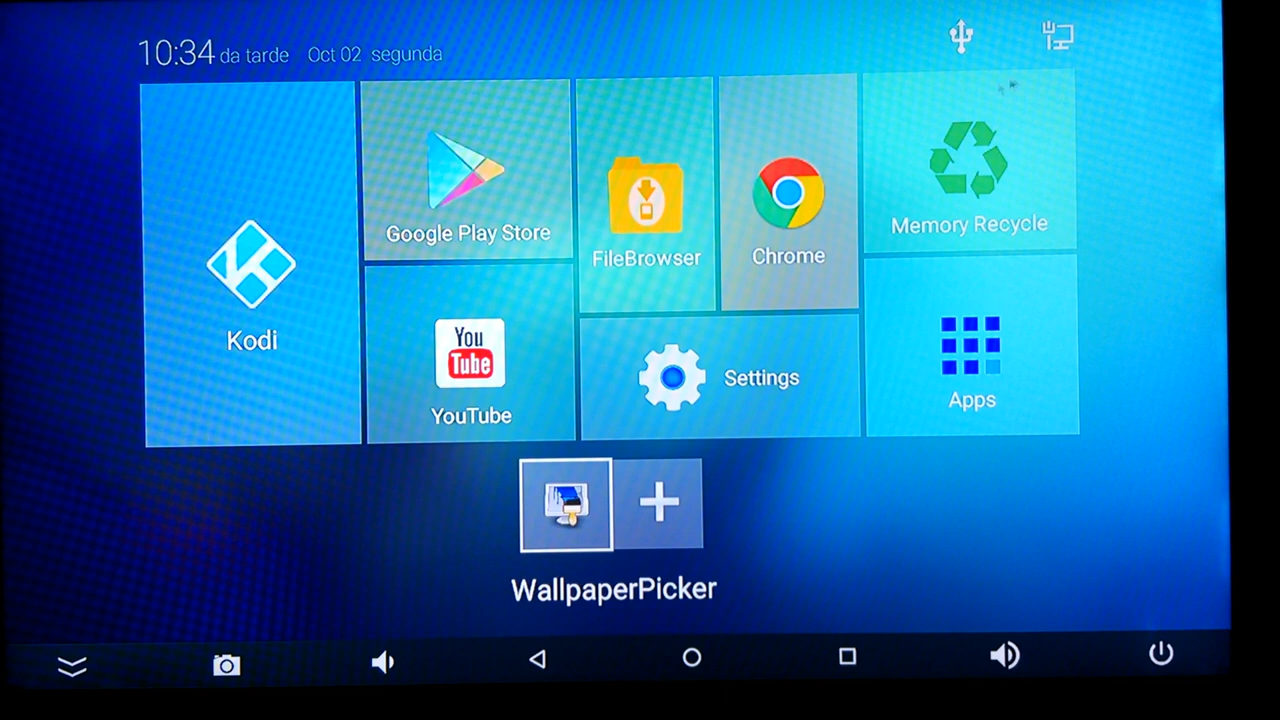 10:34 da tarde Oct 02 segunda
Kodi
Google Play Store
FileBrowser
Chrome
Memory Recycle
You
Tube
YouTube
Settings
Apps
WallpaperPicker